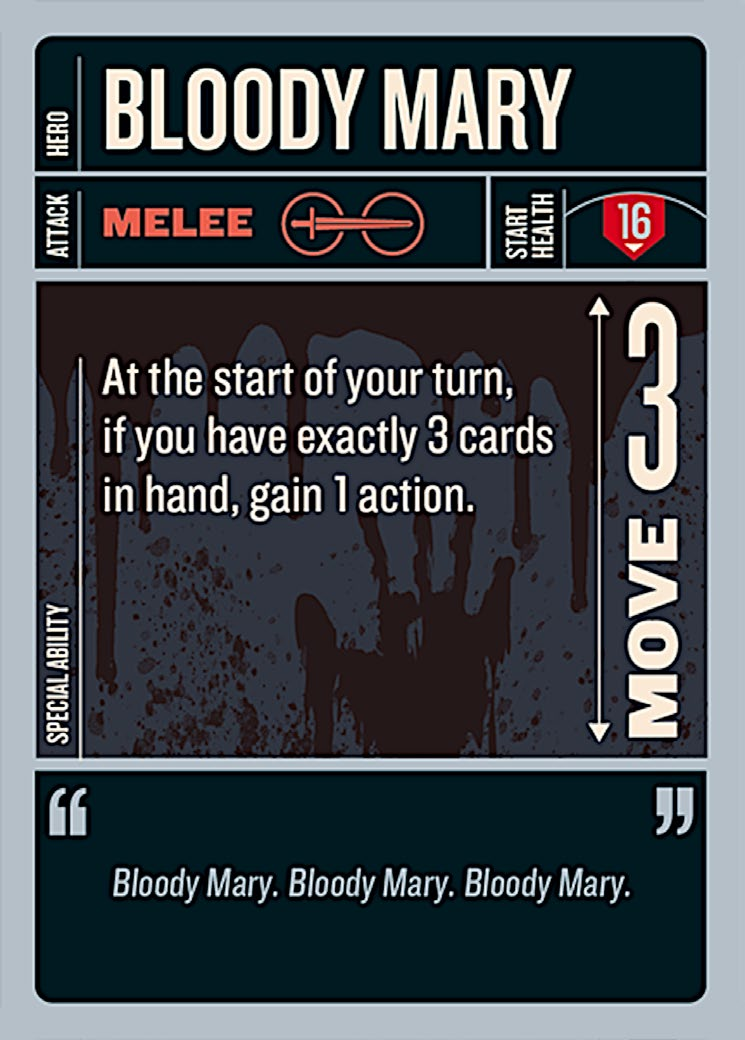 HERO
BLOODY MARY
ATTACK
MELEE
START
HEALTH
16
SPECIAL ABILITY
At the start of your turn,
if you have exactly 3 cards
in hand, gain 1 action.
MOVE 3
“ ”
Bloody Mary. Bloody Mary. Bloody Mary.